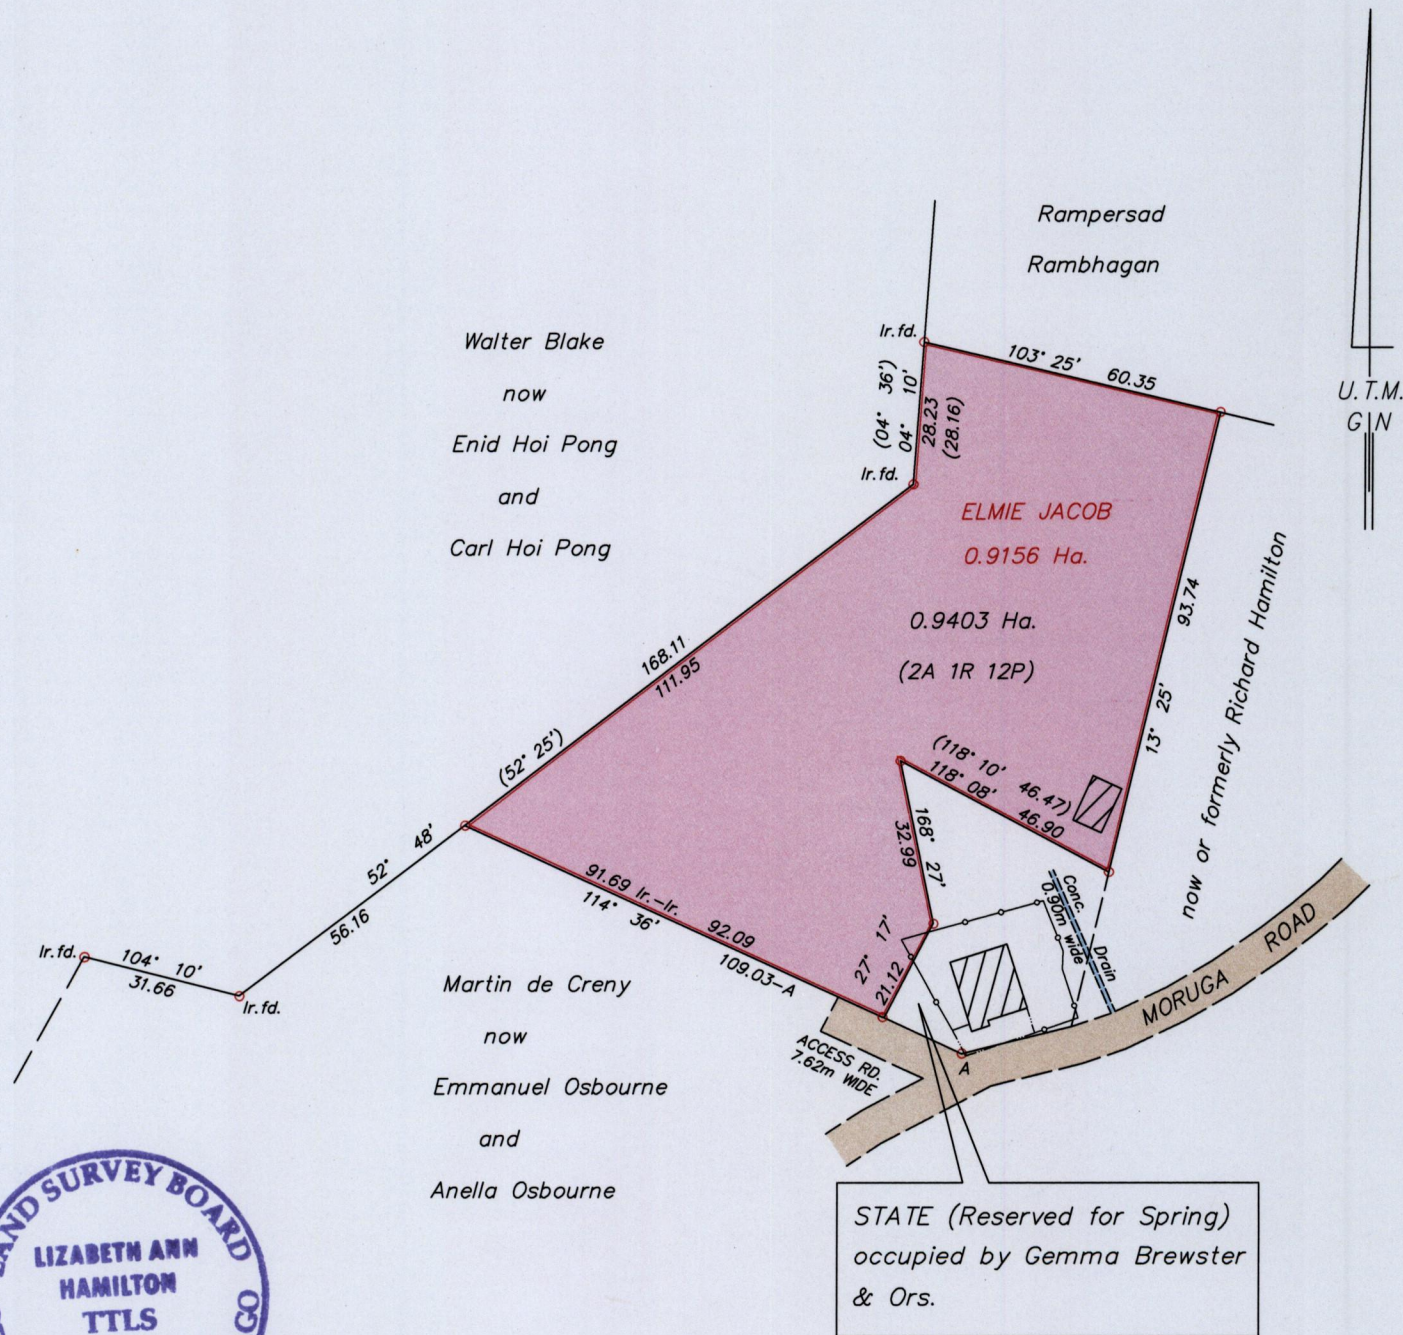 Rampersad
Rambhagan
U.T.M.
G N
Walter Blake
now
Enid Hoi Pong
and
Carl Hoi Pong
Ir.fd.
103° 25' 60.35
(04° 36')
04° 10'
28.23
(28.16)
Ir.fd.
ELMIE JACOB
0.9156 Ha.
0.9403 Ha.
(2A 1R 12P)
93.74
13° 25'
now or formerly Richard Hamilton
168.11
111.95
(52° 25')
(118° 10' 46.47)
118° 08' 46.90
168° 27'
32.99
52° 48'
56.16
91.69 Ir.-Ir. 92.09
114° 36'
109.03-A
27° 17'
21.12
Conc.
Drain
0.90m wide
Ir.fd.
104° 10'
31.66
Ir.fd.
MORUGA ROAD
A
ACCESS RD.
7.62m WIDE
Martin de Creny
now
Emmanuel Osbourne
and
Anella Osbourne
STATE (Reserved for Spring)
occupied by Gemma Brewster
& Ors.
LAND SURVEY BOARD
LIZABETH ANN
HAMILTON
TTLS
GO